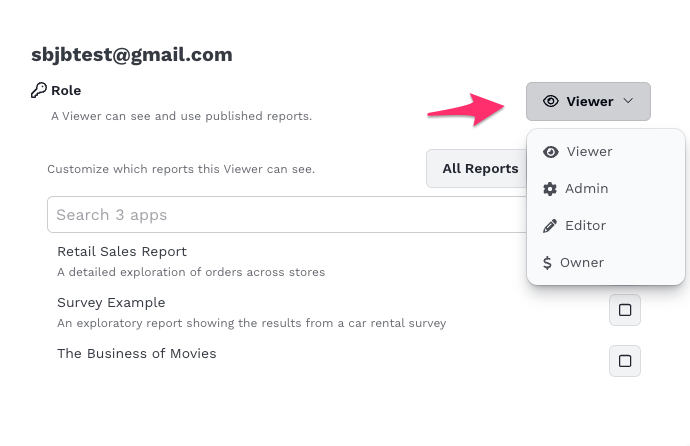 sbjbtest@gmail.com
Role
Viewer
A Viewer can see and use published reports.
Viewer
Customize which reports this Viewer can see.
All Reports
Admin
Search 3 apps
Editor
Retail Sales Report
Owner
A detailed exploration of orders across stores
Survey Example
An exploratory report showing the results from a car rental survey
The Business of Movies